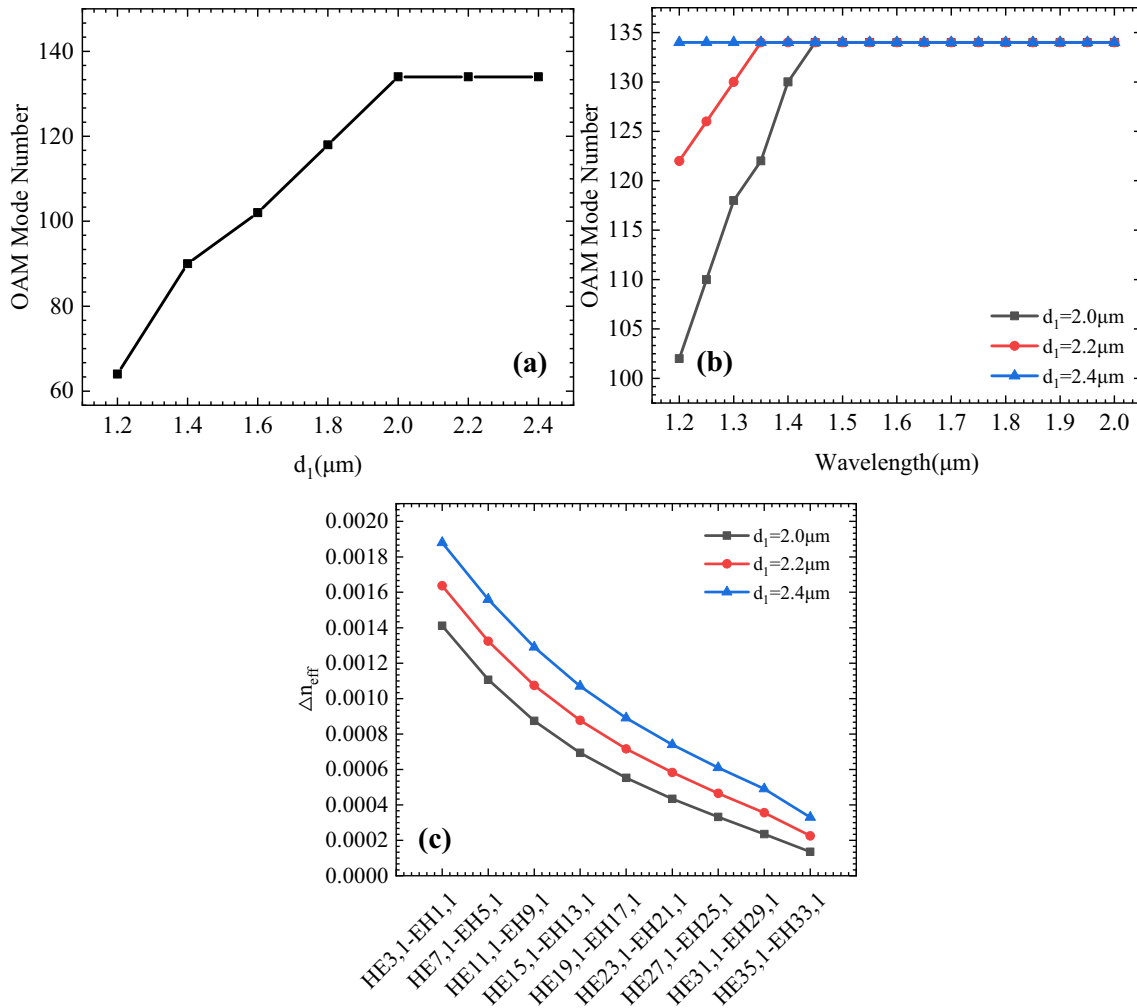 OAM Mode Number
140
120
100
80
60
(a)
1.2 1.4 1.6 1.8 2.0 2.2 2.4
d₁(μm)
OAM Mode Number
135
130
125
120
115
110
105
100
d₁=2.0μm
d₁=2.2μm
d₁=2.4μm
(b)
1.2 1.3 1.4 1.5 1.6 1.7 1.8 1.9 2.0
Wavelength(μm)
△n_eff
0.0020
0.0018
0.0016
0.0014
0.0012
0.0010
0.0008
0.0006
0.0004
0.0002
0.0000
d₁=2.0μm
d₁=2.2μm
d₁=2.4μm
(c)
HE3,1-EH1,1
HE7,1-EH5,1
HE11,1-EH9,1
HE15,1-EH13,1
HE19,1-EH17,1
HE23,1-EH21,1
HE27,1-EH25,1
HE31,1-EH29,1
HE35,1-EH33,1